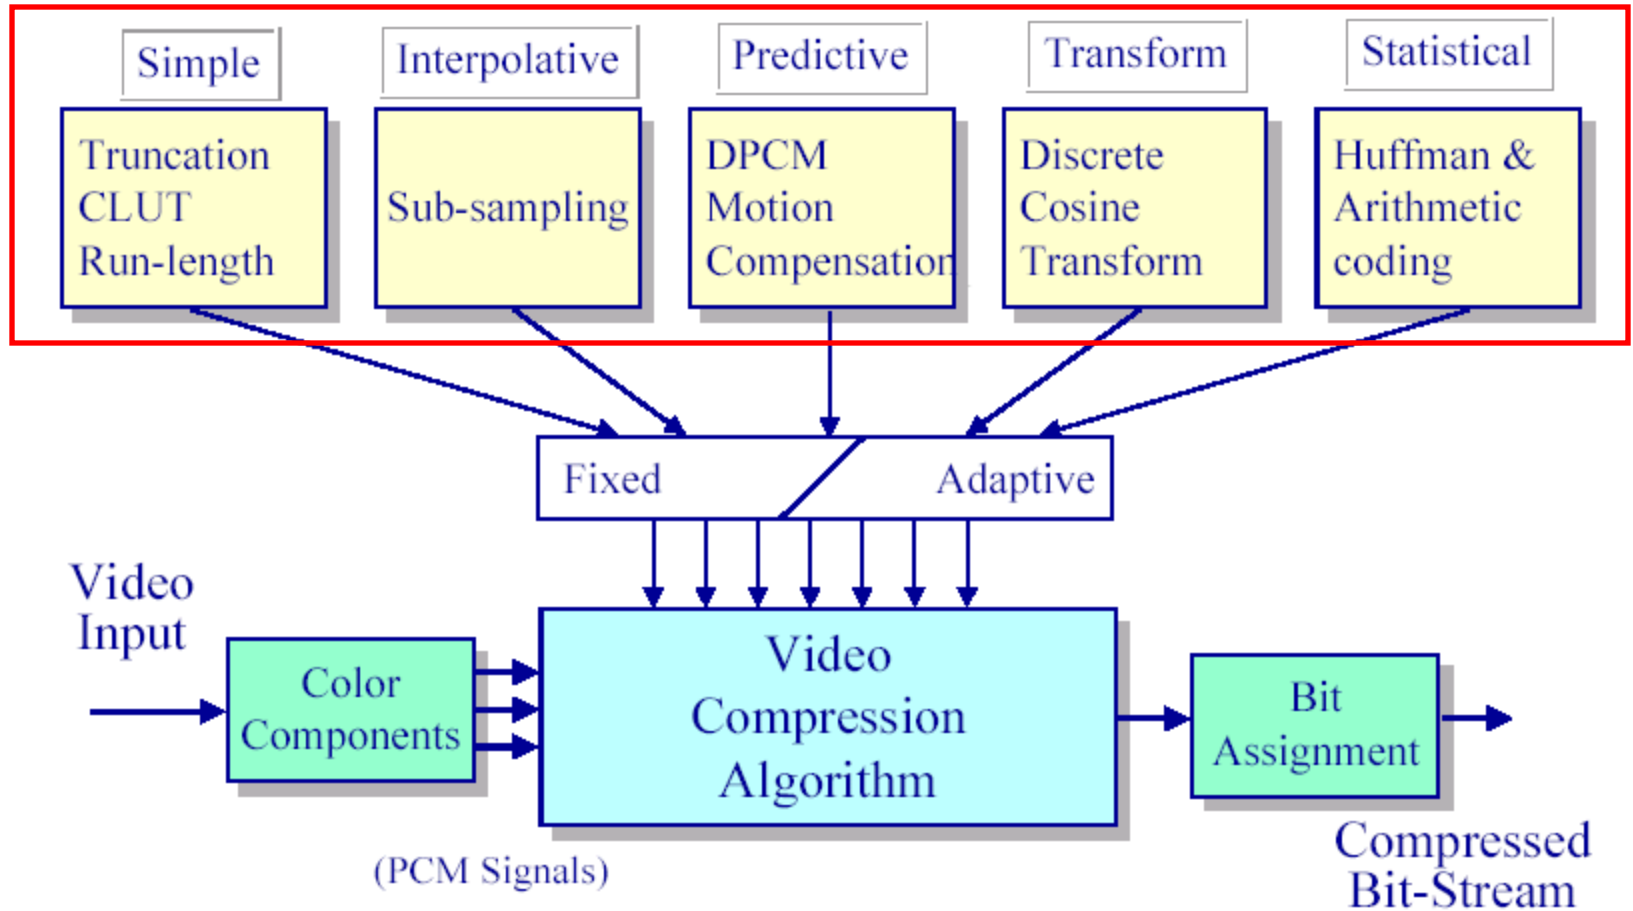 Simple
Interpolative
Predictive
Transform
Statistical
Truncation
CLUT
Run-length
Sub-sampling
DPCM
Motion
Compensation
Discrete
Cosine
Transform
Huffman &
Arithmetic
coding
Fixed
Adaptive
Video
Input
Color
Components
Video
Compression
Algorithm
Bit
Assignment
(PCM Signals)
Compressed
Bit-Stream